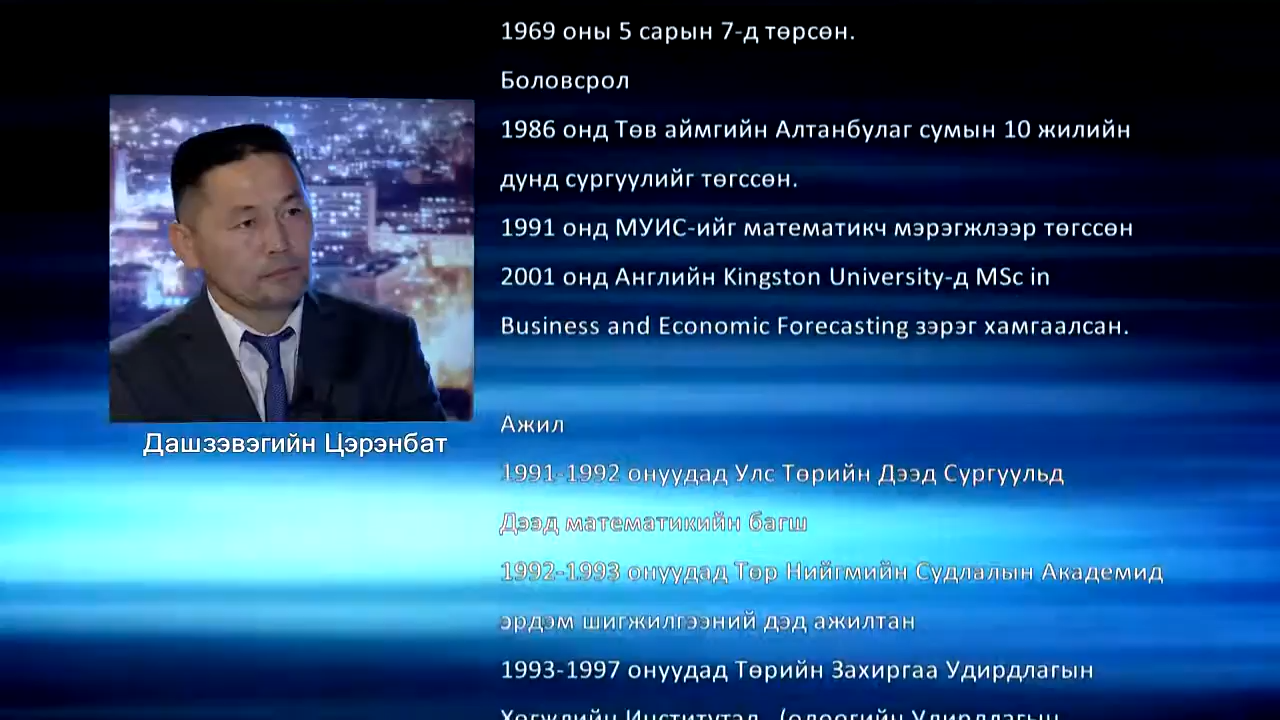 1969 оны 5 сарын 7-д төрсөн.
Боловсрол
1986 онд Төв аймгийн Алтанбулаг сумын 10 жилийн
дунд сургуулийг төгссөн.
1991 онд МУИС-ийг математикч мэрэгжлээр төгссөн
2001 онд Английн Kingston University-д MSc in
Business and Economic Forecasting зэрэг хамгаалсан.
Дашзэвэгийн Цэрэнбат
Ажил
1991-1992 онуудад Улс Төрийн Дээд Сургуульд
Дээд математикийн багш
1992-1993 онуудад Төр Нийгмийн Судлалын Академид
эрдэм шигжилгээний дэд ажилтан
1993-1997 онуудад Төрийн Захиргаа Удирдлагын